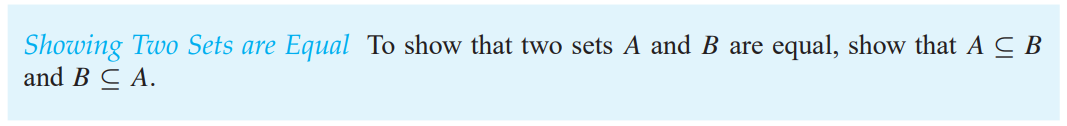 Showing Two Sets are Equal To show that two sets A and B are equal, show that A ⊆ B
and B ⊆ A.